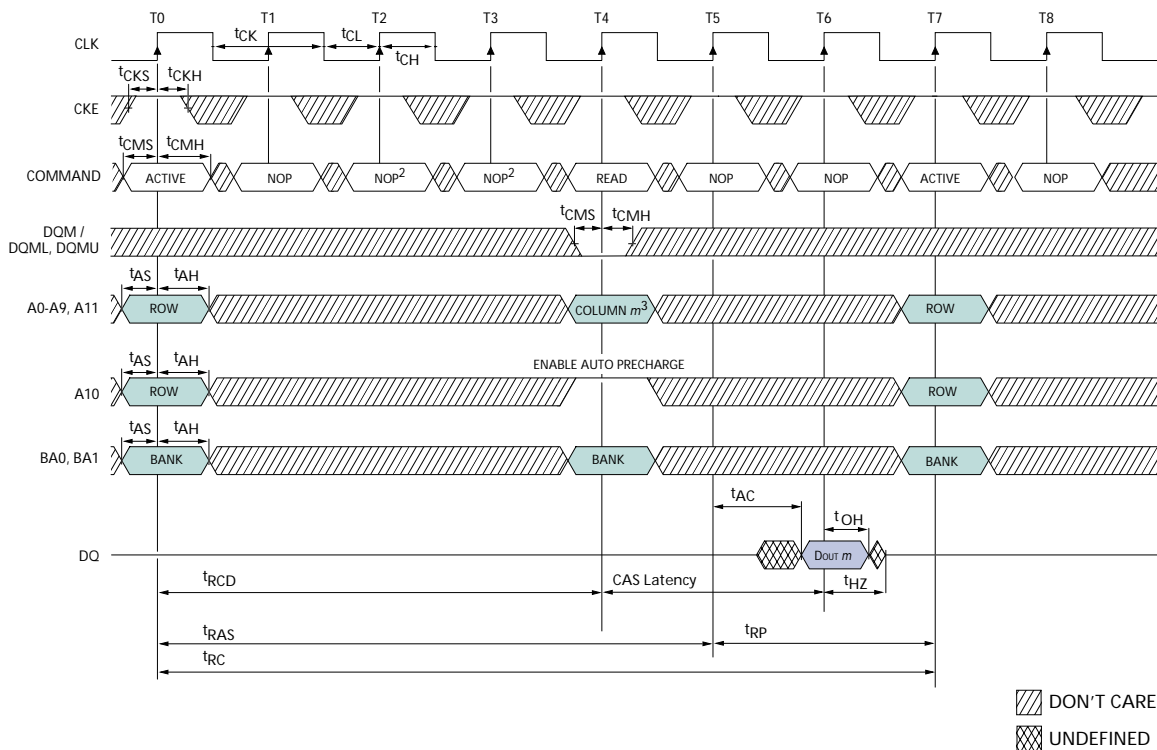 T0 T1 T2 T3 T4 T5 T6 T7 T8
CLK
tCK tCL
tCH
tCKS tCKH
CKE
tCMS tCMH
COMMAND ACTIVE NOP NOP2 NOP2 READ NOP NOP ACTIVE NOP
tCMS tCMH
DQM /
DQML, DQMU
tAS tAH
A0-A9, A11 ROW COLUMN m3 ROW
ENABLE AUTO PRECHARGE
tAS tAH
A10 ROW ROW
tAS tAH
BA0, BA1 BANK BANK BANK
tAC
tOH
DQ DOUT m
tRCD CAS Latency tHZ
tRAS tRP
tRC
DON'T CARE
UNDEFINED